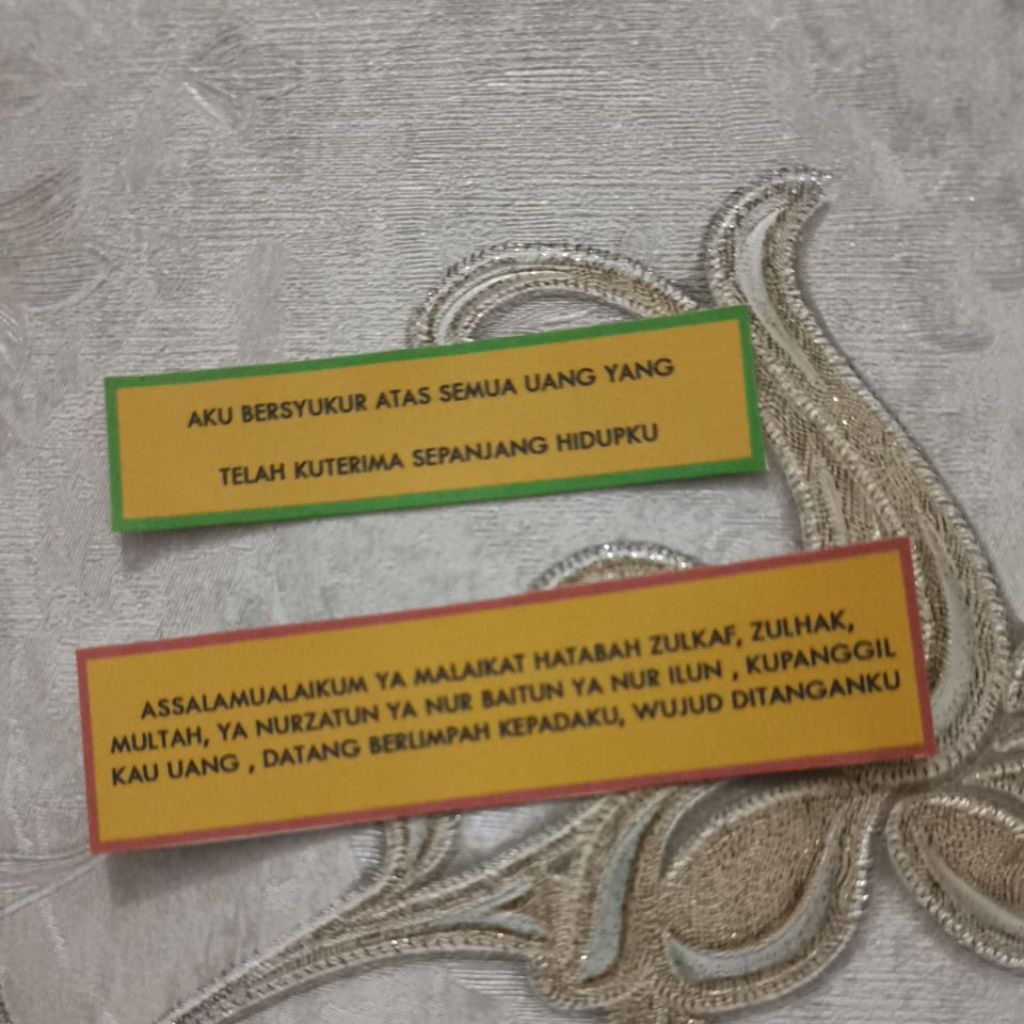 AKU BERSYUKUR ATAS SEMUA UANG YANG
TELAH KUTERIMA SEPANJANG HIDUPKU
ASSALAMUALAIKUM YA MALAIKAT HATABAH ZULKAF, ZULHAK,
MULTAH, YA NURZATUN YA NUR BAITUN YA NUR ILUN , KUPANGGIL
KAU UANG , DATANG BERLIMPAH KEPADAKU, WUJUD DITANGANKU